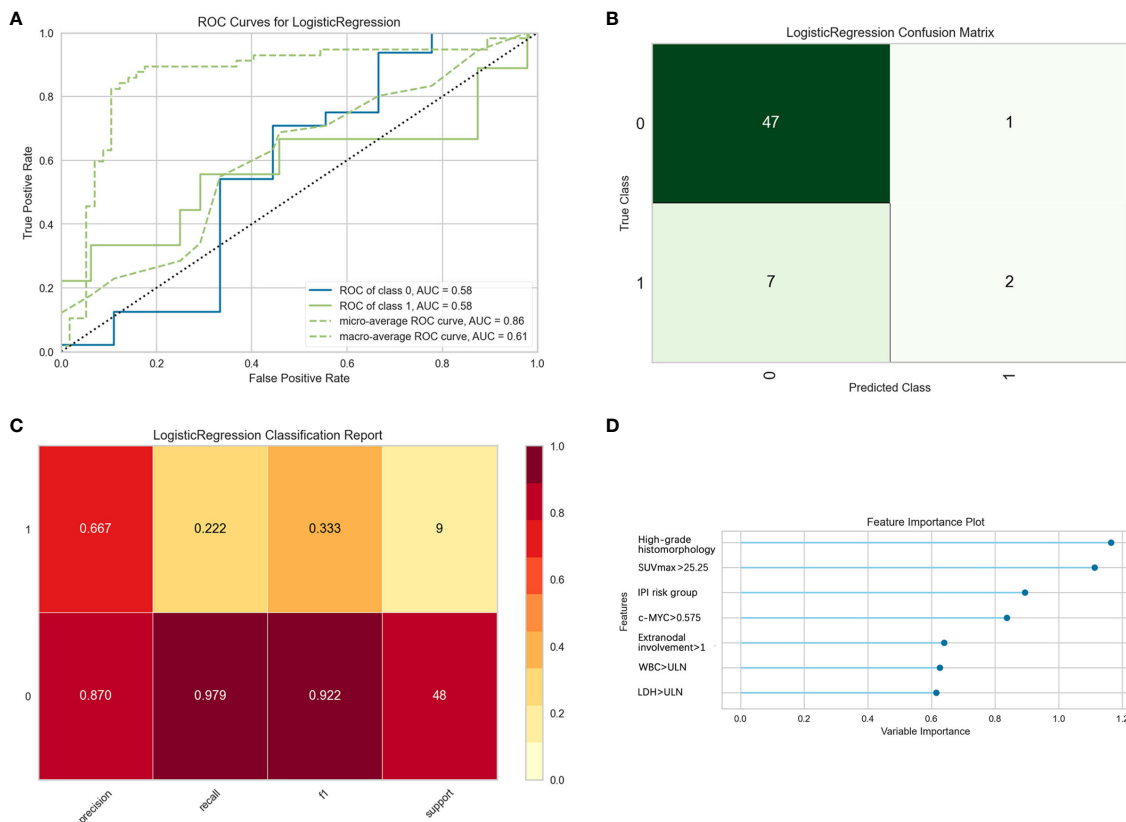 A
ROC Curves for LogisticRegression
1.0
0.8
0.6
0.4
0.2
0.0
True Postive Rate
0.0 0.2 0.4 0.6 0.8 1.0
False Positive Rate
ROC of class 0, AUC = 0.58
ROC of class 1, AUC = 0.58
micro-average ROC curve, AUC = 0.86
macro-average ROC curve, AUC = 0.61
B
LogisticRegression Confusion Matrix
True Class
0
47 1
1
7 2
0 1
Predicted Class
C
LogisticRegression Classification Report
1
0.667 0.222 0.333 9
0
0.870 0.979 0.922 48
precision recall f1 support
1.0
0.8
0.6
0.4
0.2
0.0
D
Feature Importance Plot
Features
High-grade
histomorphology
SUVmax>25.25
IPI risk group
c-MYC>0.575
Extranodal
involvement>1
WBC>ULN
LDH>ULN
0.0 0.2 0.4 0.6 0.8 1.0 1.2
Variable Importance